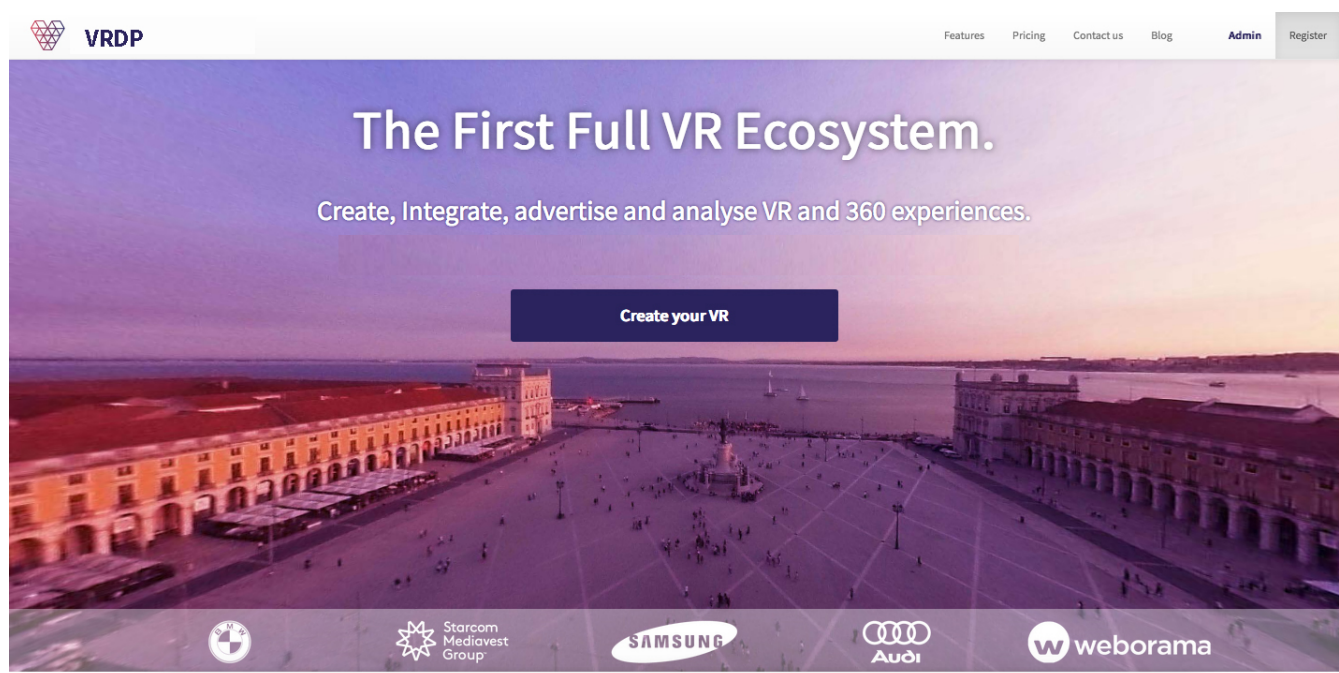 VRDP
Features Pricing Contact us Blog Admin Register
The First Full VR Ecosystem.
Create, Integrate, advertise and analyse VR and 360 experiences.
Create your VR
BMW
Starcom
Mediavest
Group
SAMSUNG
Audi
w weborama